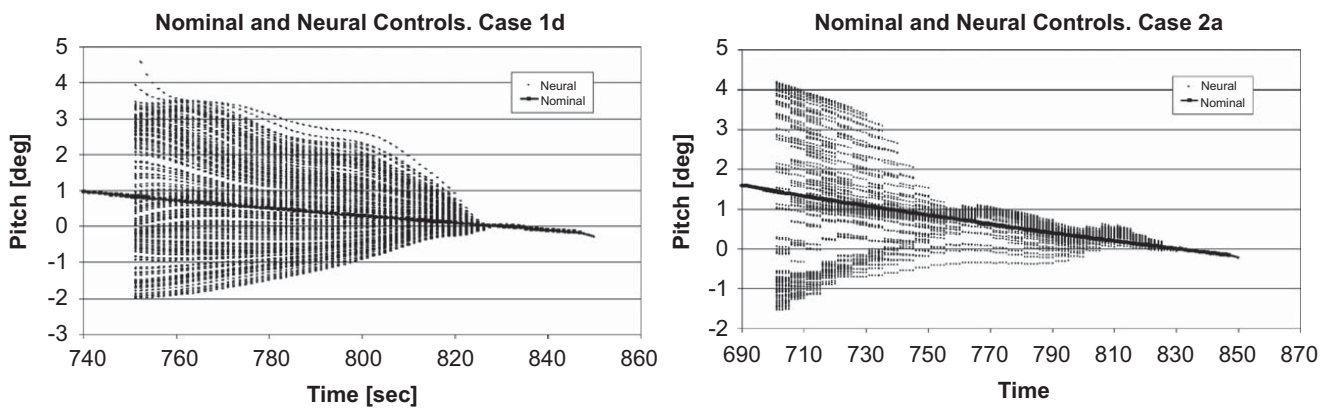 Nominal and Neural Controls. Case 1d
5
4
3
2
1
0
-1
-2
-3
Pitch [deg]
Neural
Nominal
740 760 780 800 820 840 860
Time [sec]
Nominal and Neural Controls. Case 2a
5
4
3
2
1
0
-1
-2
Pitch [deg]
Neural
Nominal
690 710 730 750 770 790 810 830 850 870
Time